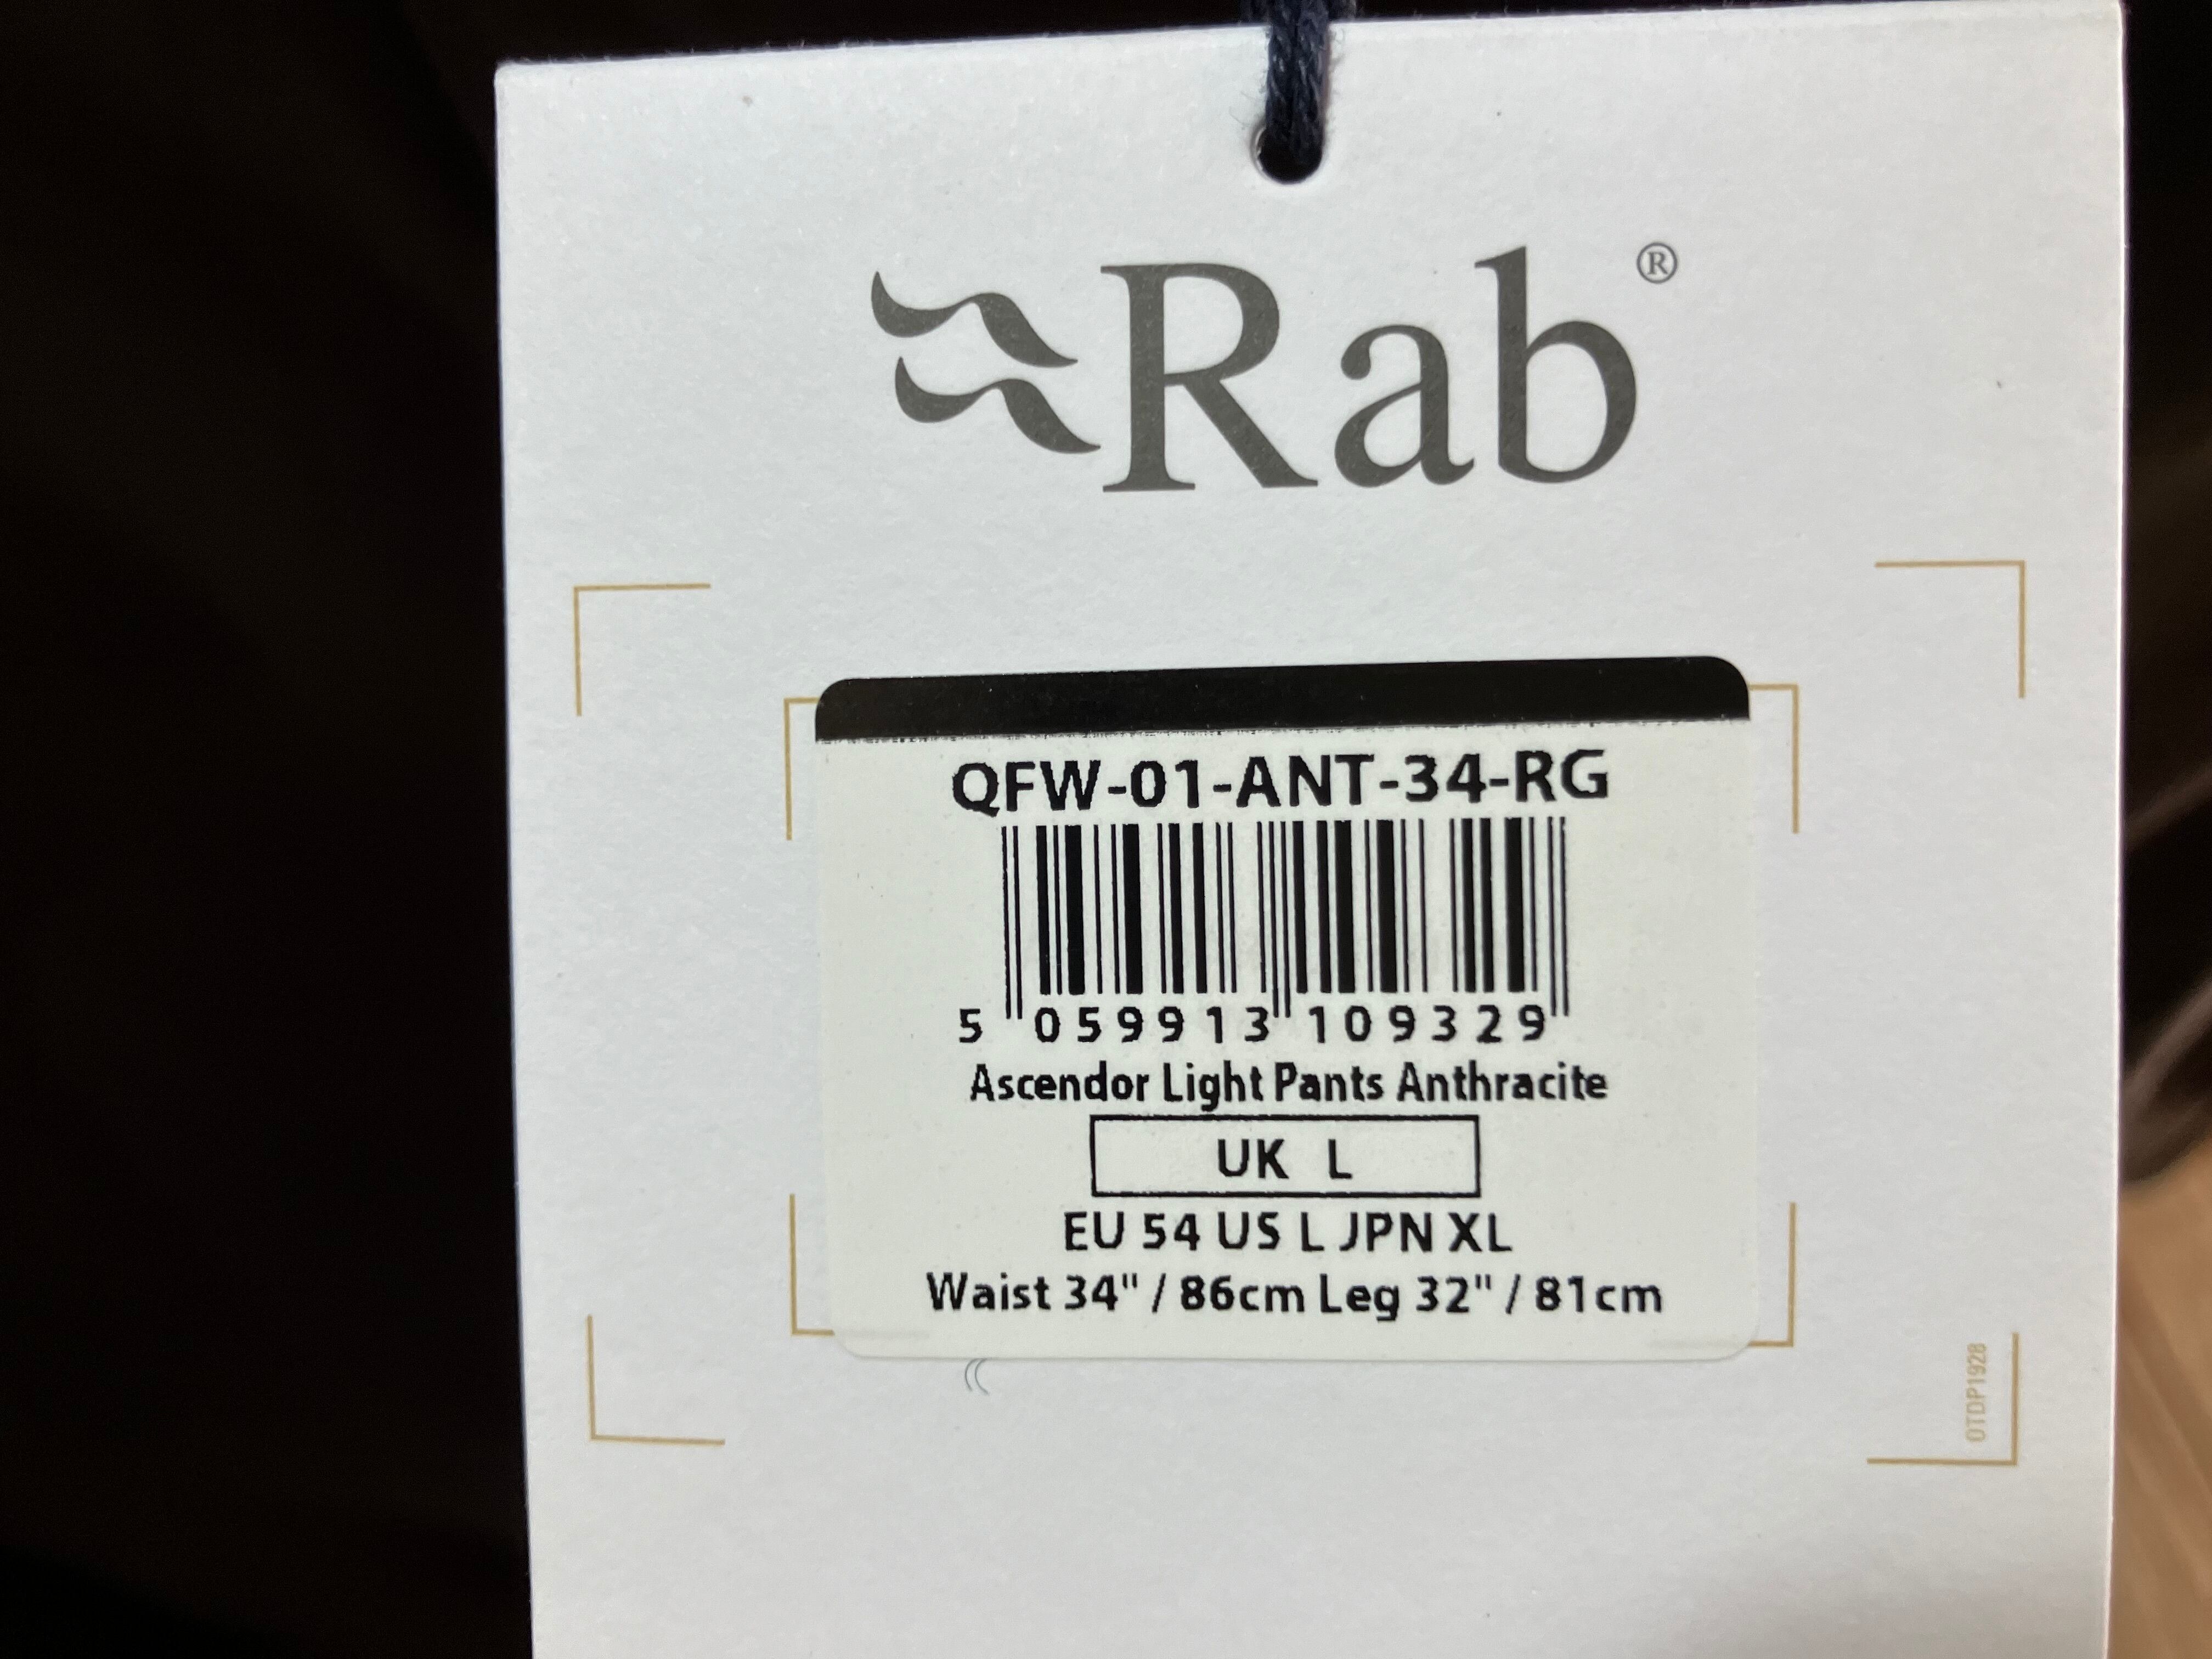 Rab®
QFW-01-ANT-34-RG
5 059913 109329
Ascendor Light Pants Anthracite
UK L
EU 54 US L JPN XL
Waist 34" / 86cm Leg 32" / 81cm
OTDP1928